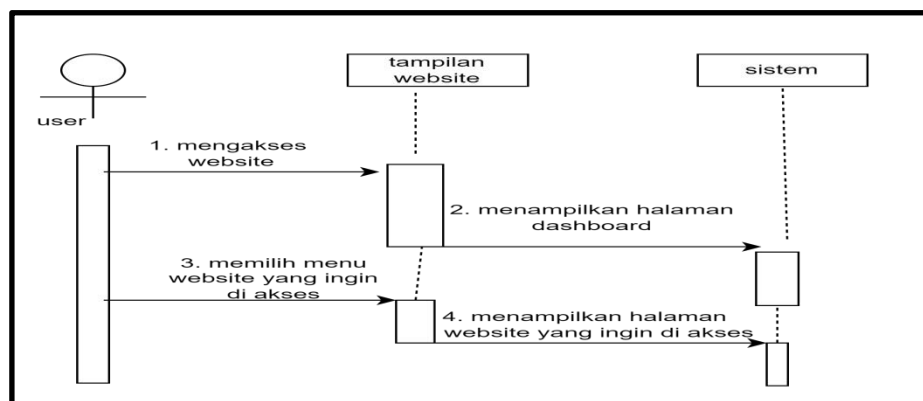 tampilan
website
sistem
user
1. mengakses
website
2. menampilkan halaman
dashboard
3. memilih menu
website yang ingin
di akses
4. menampilkan halaman
website yang ingin di akses